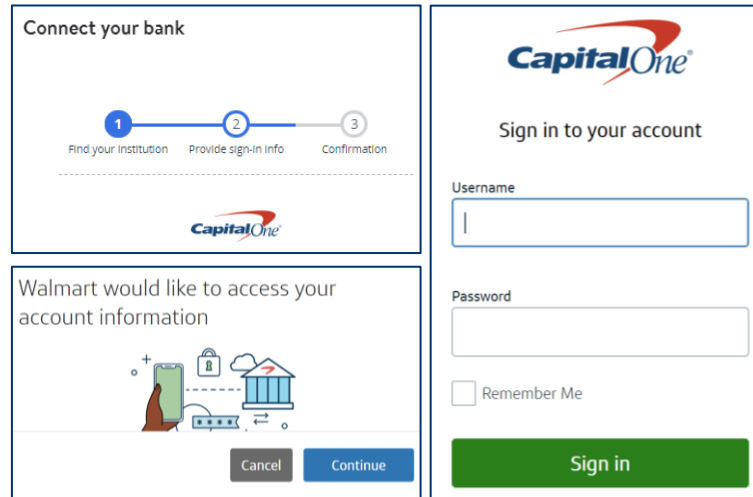 Connect your bank
1
2
3
Find your institution
Provide sign-in info
Confirmation
CapitalOne
Walmart would like to access your
account information
****
Cancel
Continue
CapitalOne®
Sign in to your account
Username
Password
Remember Me
Sign in